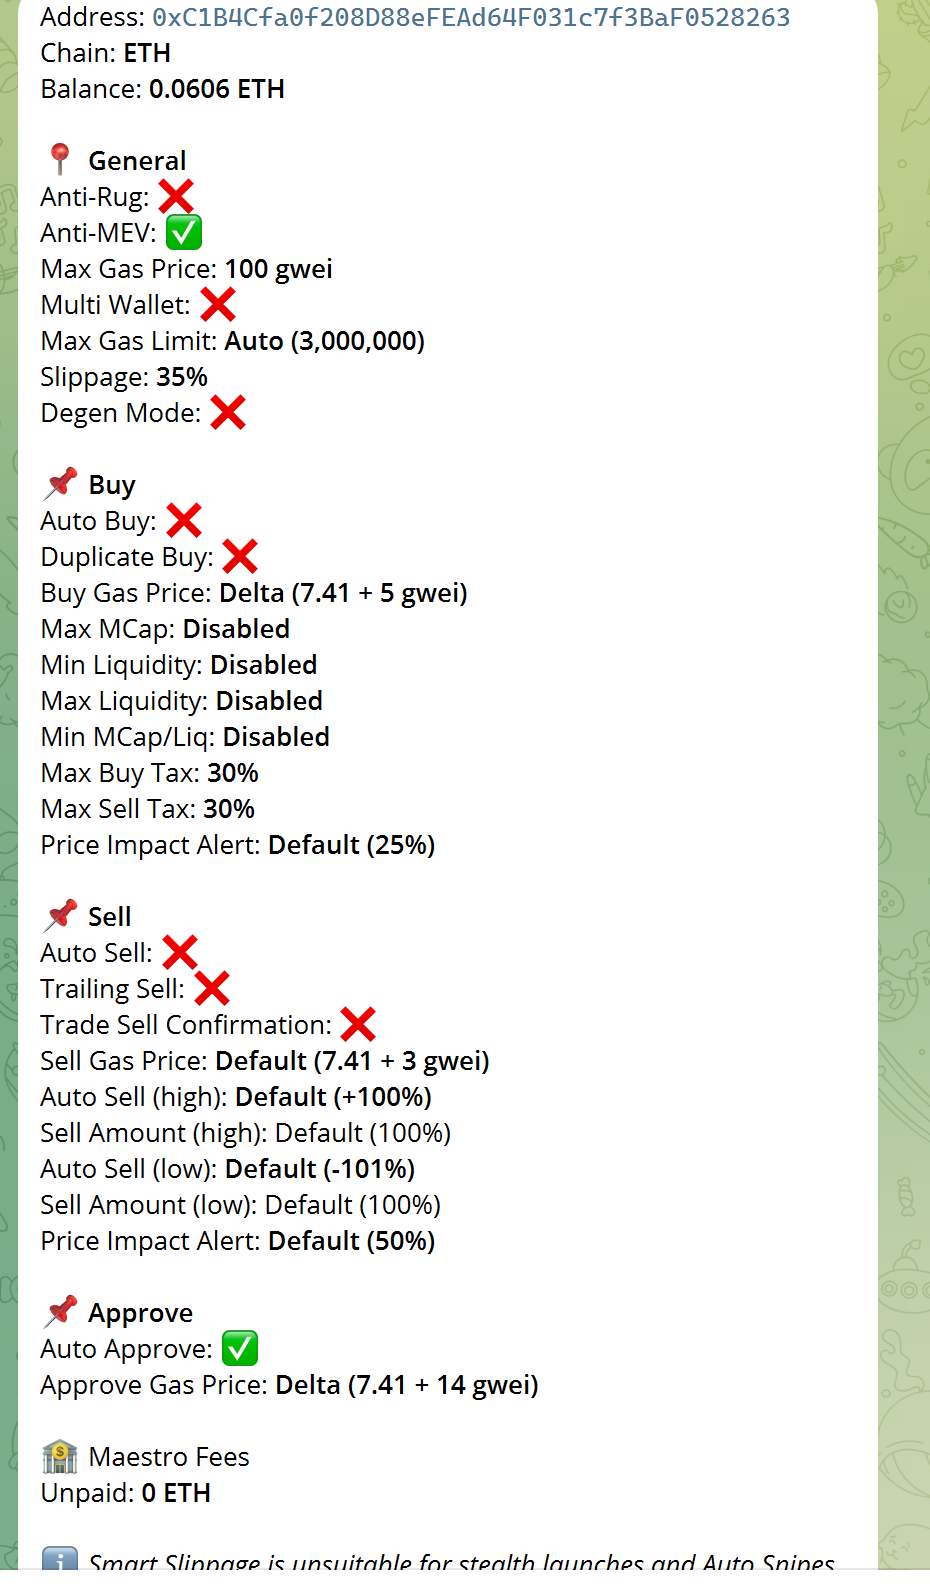 Address: 0xC1B4Cfa0f208D88eFEAd64F031c7f3BaF0528263
Chain: ETH
Balance: 0.0606 ETH
General
Anti-Rug: ❌
Anti-MEV: ✅
Max Gas Price: 100 gwei
Multi Wallet: ❌
Max Gas Limit: Auto (3,000,000)
Slippage: 35%
Degen Mode: ❌
Buy
Auto Buy: ❌
Duplicate Buy: ❌
Buy Gas Price: Delta (7.41 + 5 gwei)
Max MCap: Disabled
Min Liquidity: Disabled
Max Liquidity: Disabled
Min MCap/Liq: Disabled
Max Buy Tax: 30%
Max Sell Tax: 30%
Price Impact Alert: Default (25%)
Sell
Auto Sell: ❌
Trailing Sell: ❌
Trade Sell Confirmation: ❌
Sell Gas Price: Default (7.41 + 3 gwei)
Auto Sell (high): Default (+100%)
Sell Amount (high): Default (100%)
Auto Sell (low): Default (-101%)
Sell Amount (low): Default (100%)
Price Impact Alert: Default (50%)
Approve
Auto Approve: ✅
Approve Gas Price: Delta (7.41 + 14 gwei)
Maestro Fees
Unpaid: 0 ETH
Smart Slippage is unsuitable for stealth launches and Auto Snipes